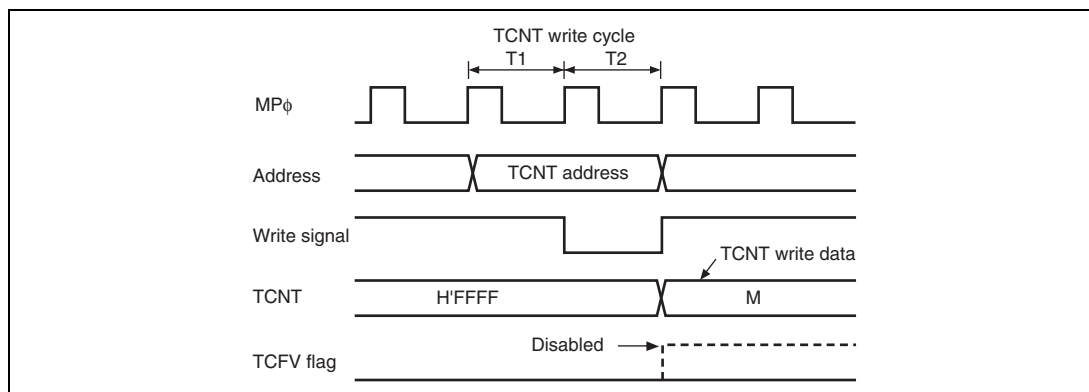 TCNT write cycle
T1 T2
MPϕ
Address TCNT address
Write signal
TCNT write data
TCNT H'FFFF M
Disabled
TCFV flag